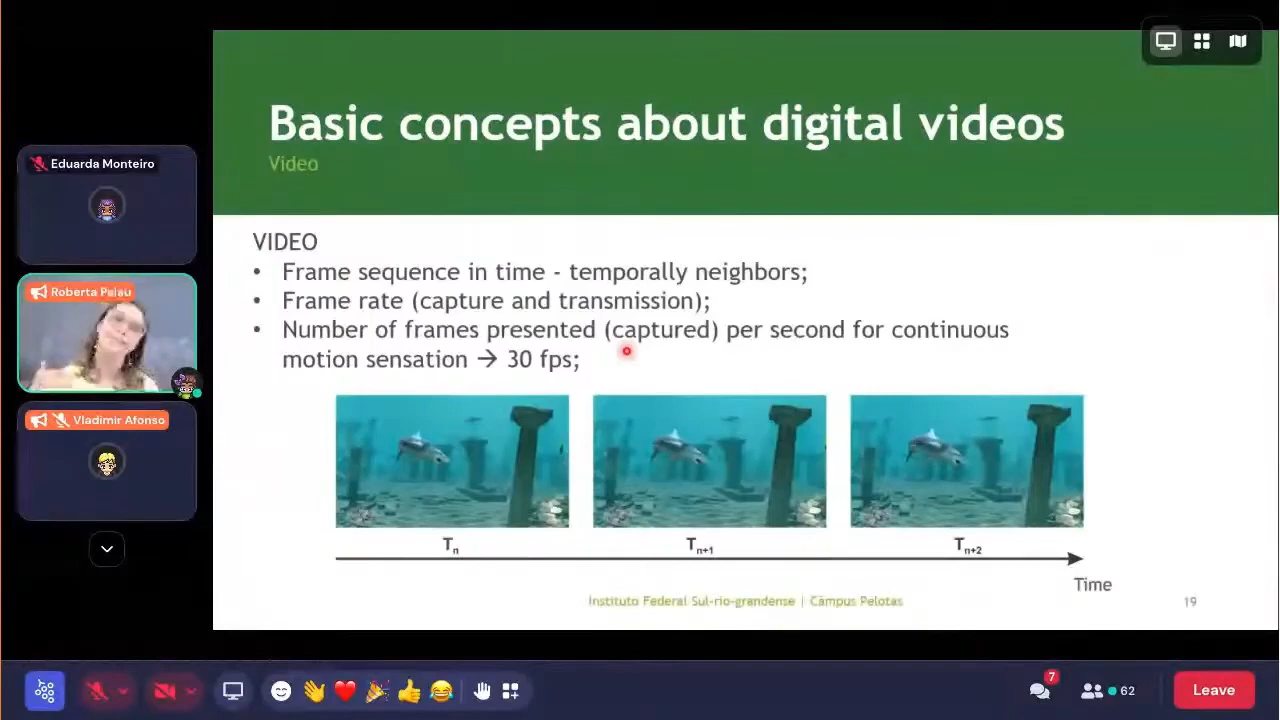 Basic concepts about digital videos
Video
Eduarda Monteiro
Roberta Palau
Vladimir Afonso
VIDEO
• Frame sequence in time - temporally neighbors;
• Frame rate (capture and transmission);
• Number of frames presented (captured) per second for continuous
motion sensation → 30 fps;
Tn
Tn+1
Tn+2
Time
Instituto Federal Sul-rio-grandense | Câmpus Pelotas
19
7
62
Leave